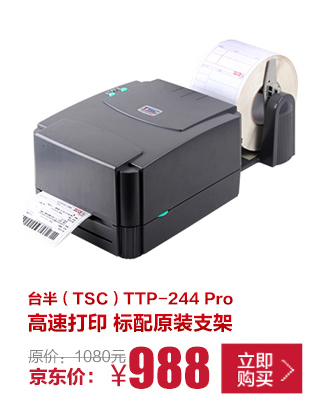 台半（TSC）TTP-244 Pro
高速打印 标配原装支架
原价：1080元
京东价：¥988
立即
购买